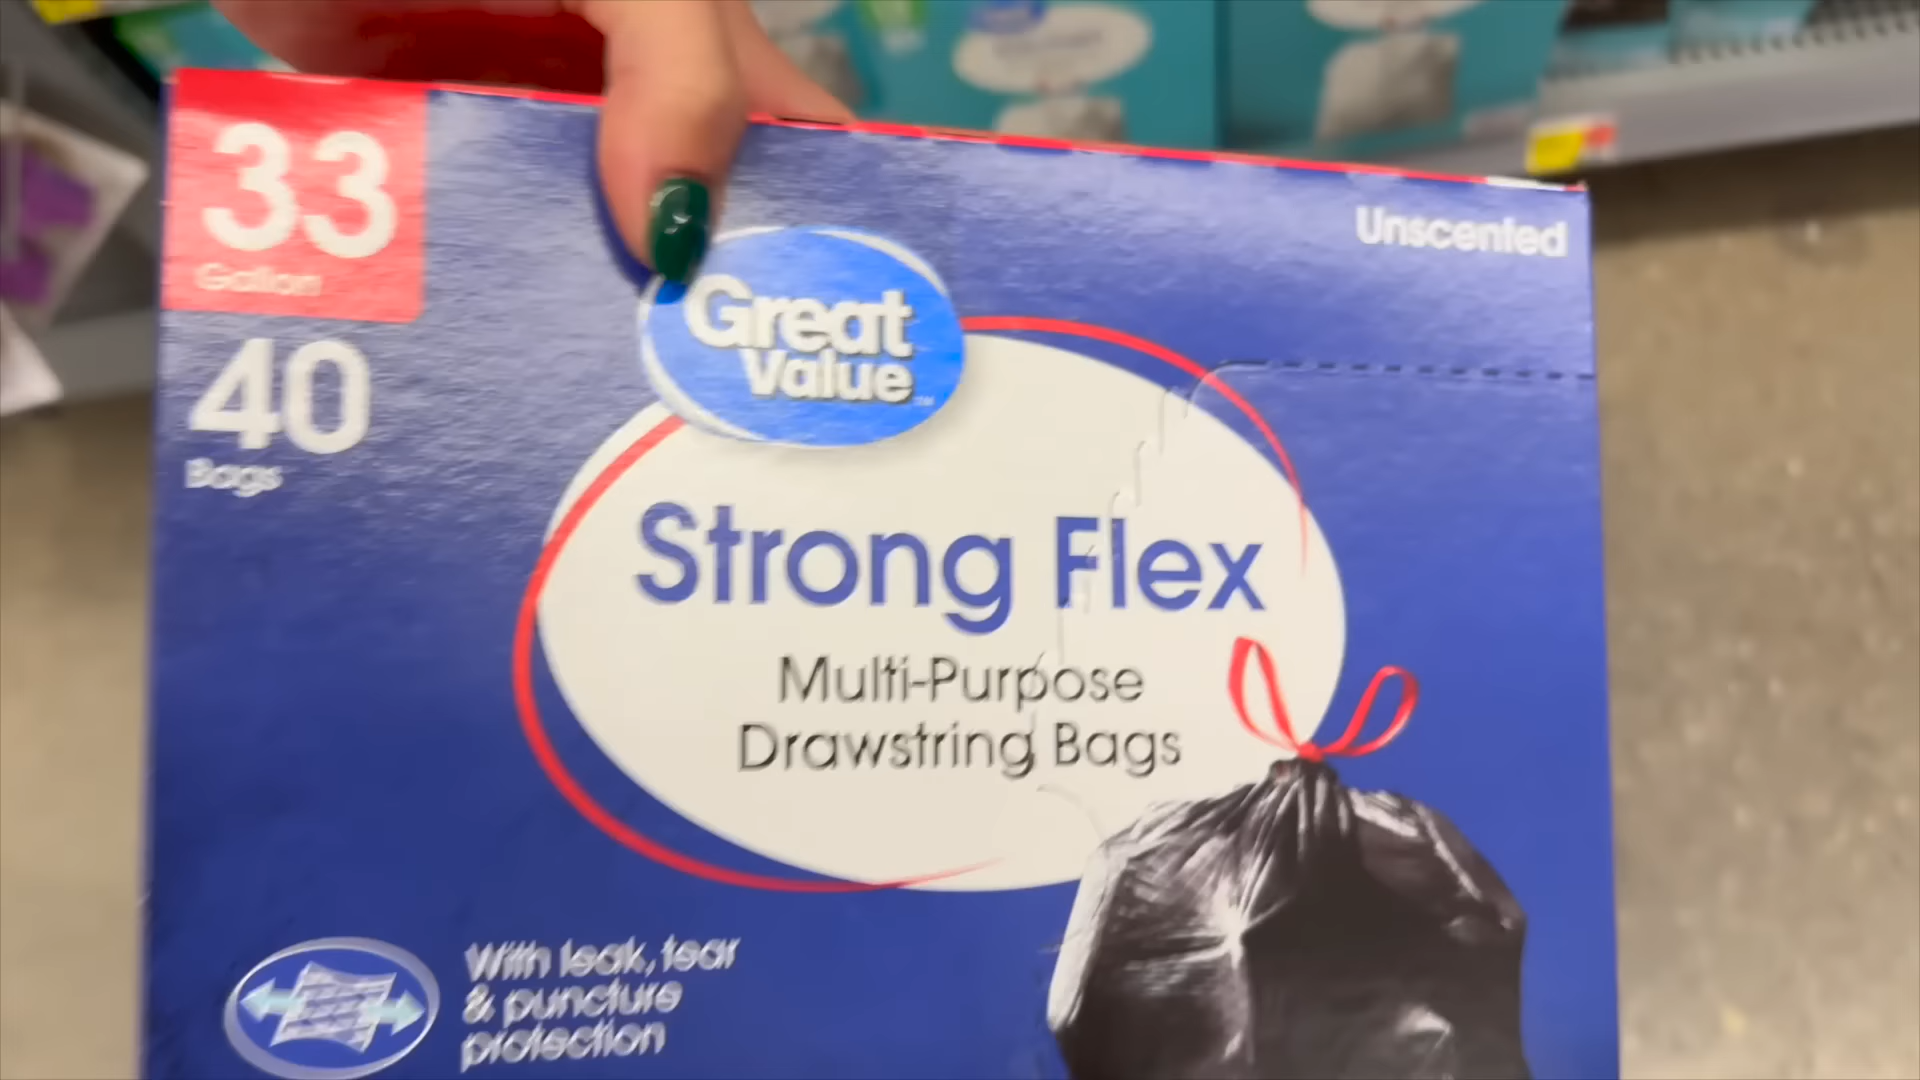 33
Gallon
40
Bags
Unscented
Great
Value
Strong Flex
Multi-Purpose
Drawstring Bags
With leak, tear
& puncture
protection